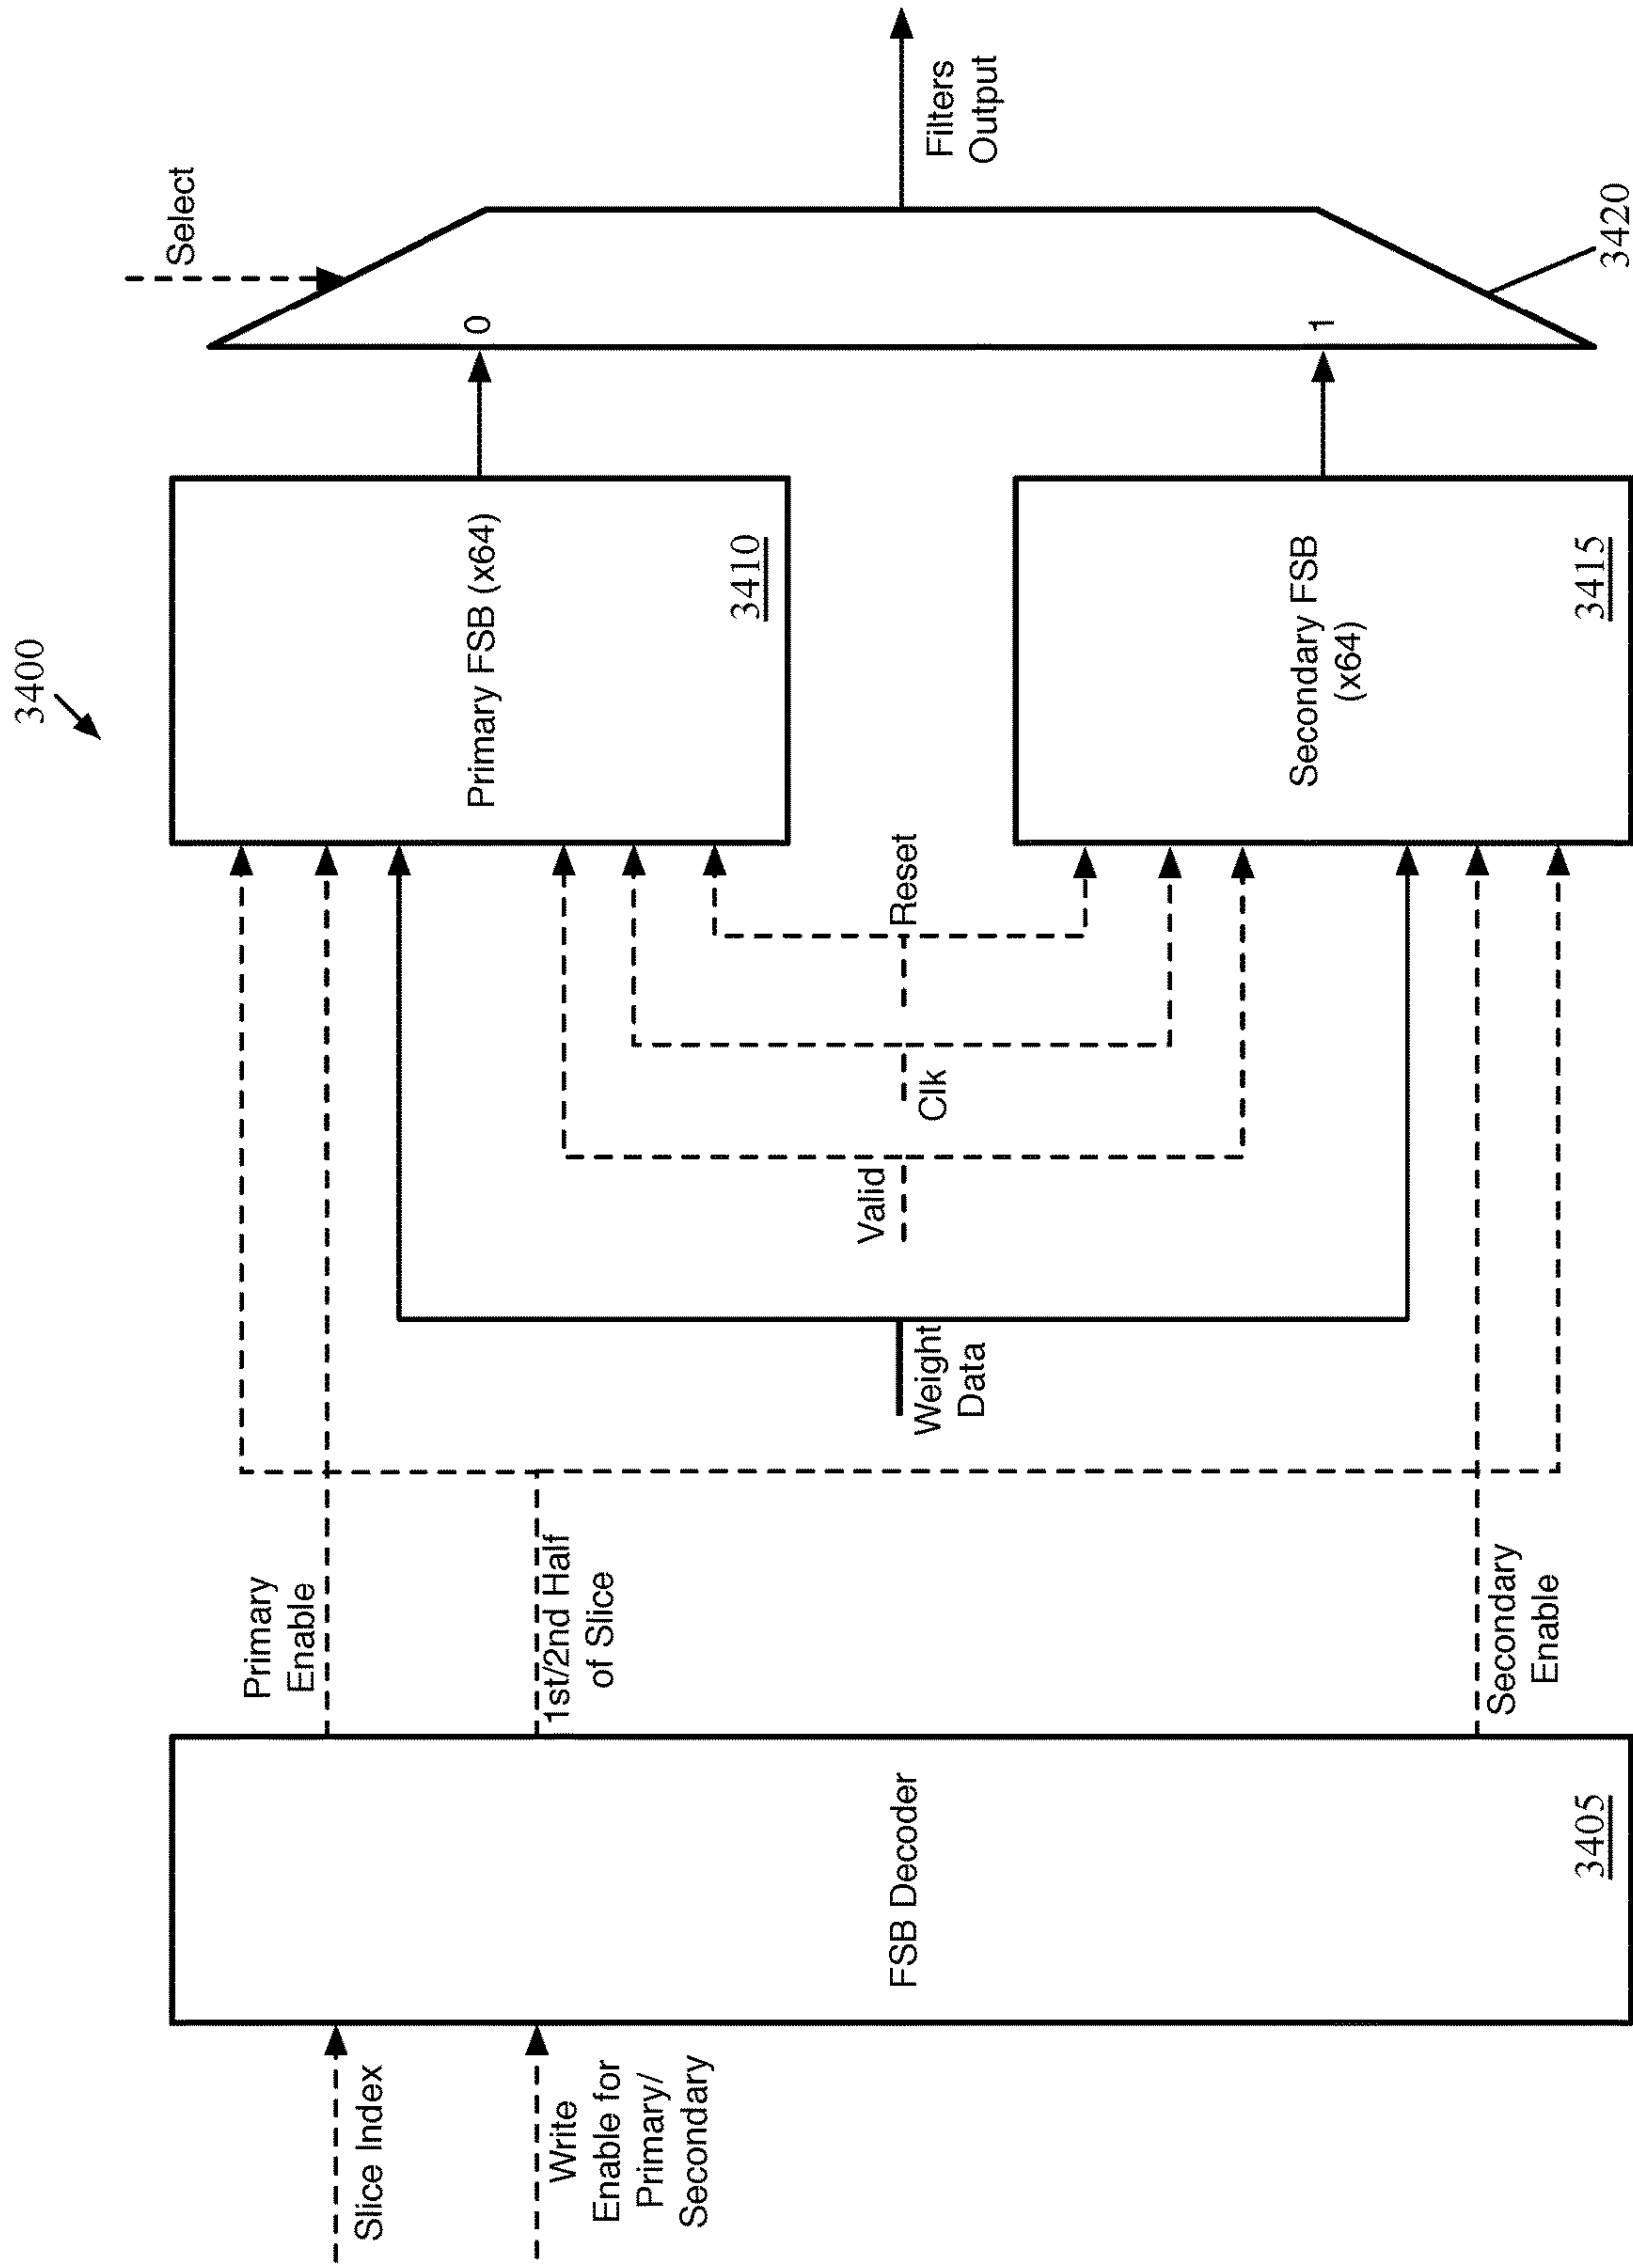 3400
Slice Index
Write
Enable for
Primary/
Secondary
FSB Decoder
3405
Primary
Enable
1st/2nd Half
of Slice
Secondary
Enable
Weight
Data
Valid
Clk
Reset
Primary FSB (x64)
3410
Secondary FSB
(x64)
3415
Select
0
1
3420
Filters
Output